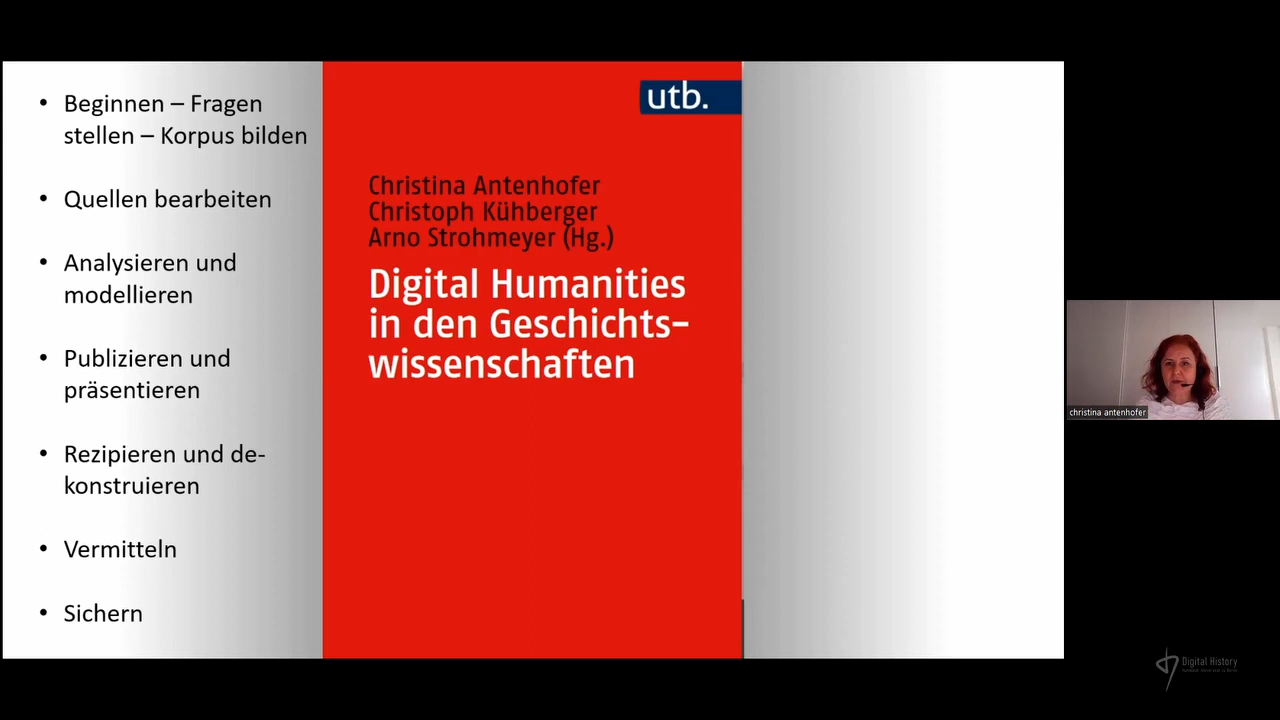 • Beginnen – Fragen
stellen – Korpus bilden
• Quellen bearbeiten
• Analysieren und
modellieren
• Publizieren und
präsentieren
• Rezipieren und de-
konstruieren
• Vermitteln
• Sichern
utb.
Christina Antenhofer
Christoph Kühberger
Arno Strohmeyer (Hg.)
Digital Humanities
in den Geschichts-
wissenschaften
christina antenhofer
Digital History